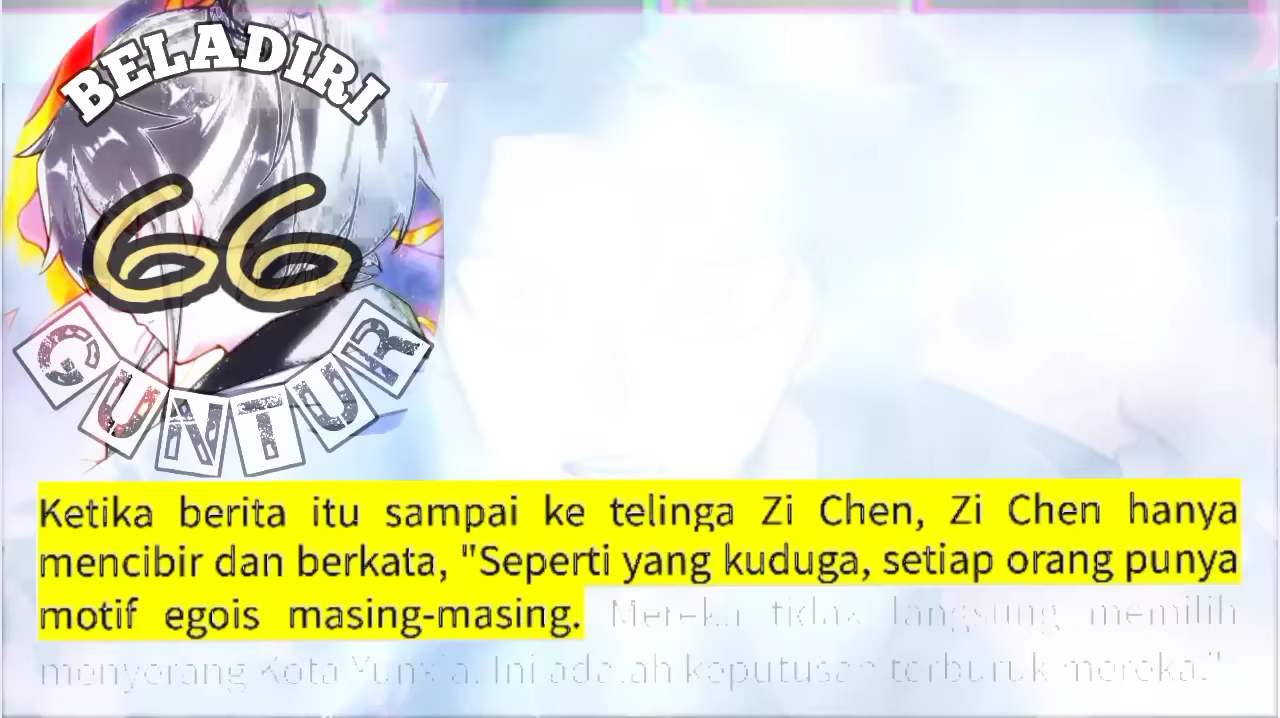 BELADIRI
66
GUNTUR
Ketika berita itu sampai ke telinga Zi Chen, Zi Chen hanya
mencibir dan berkata, "Seperti yang kuduga, setiap orang punya
motif egois masing-masing. Mereka tidak langsung memilih
menyerang Kota Yunxia. Ini adalah keputusan terburuk mereka."